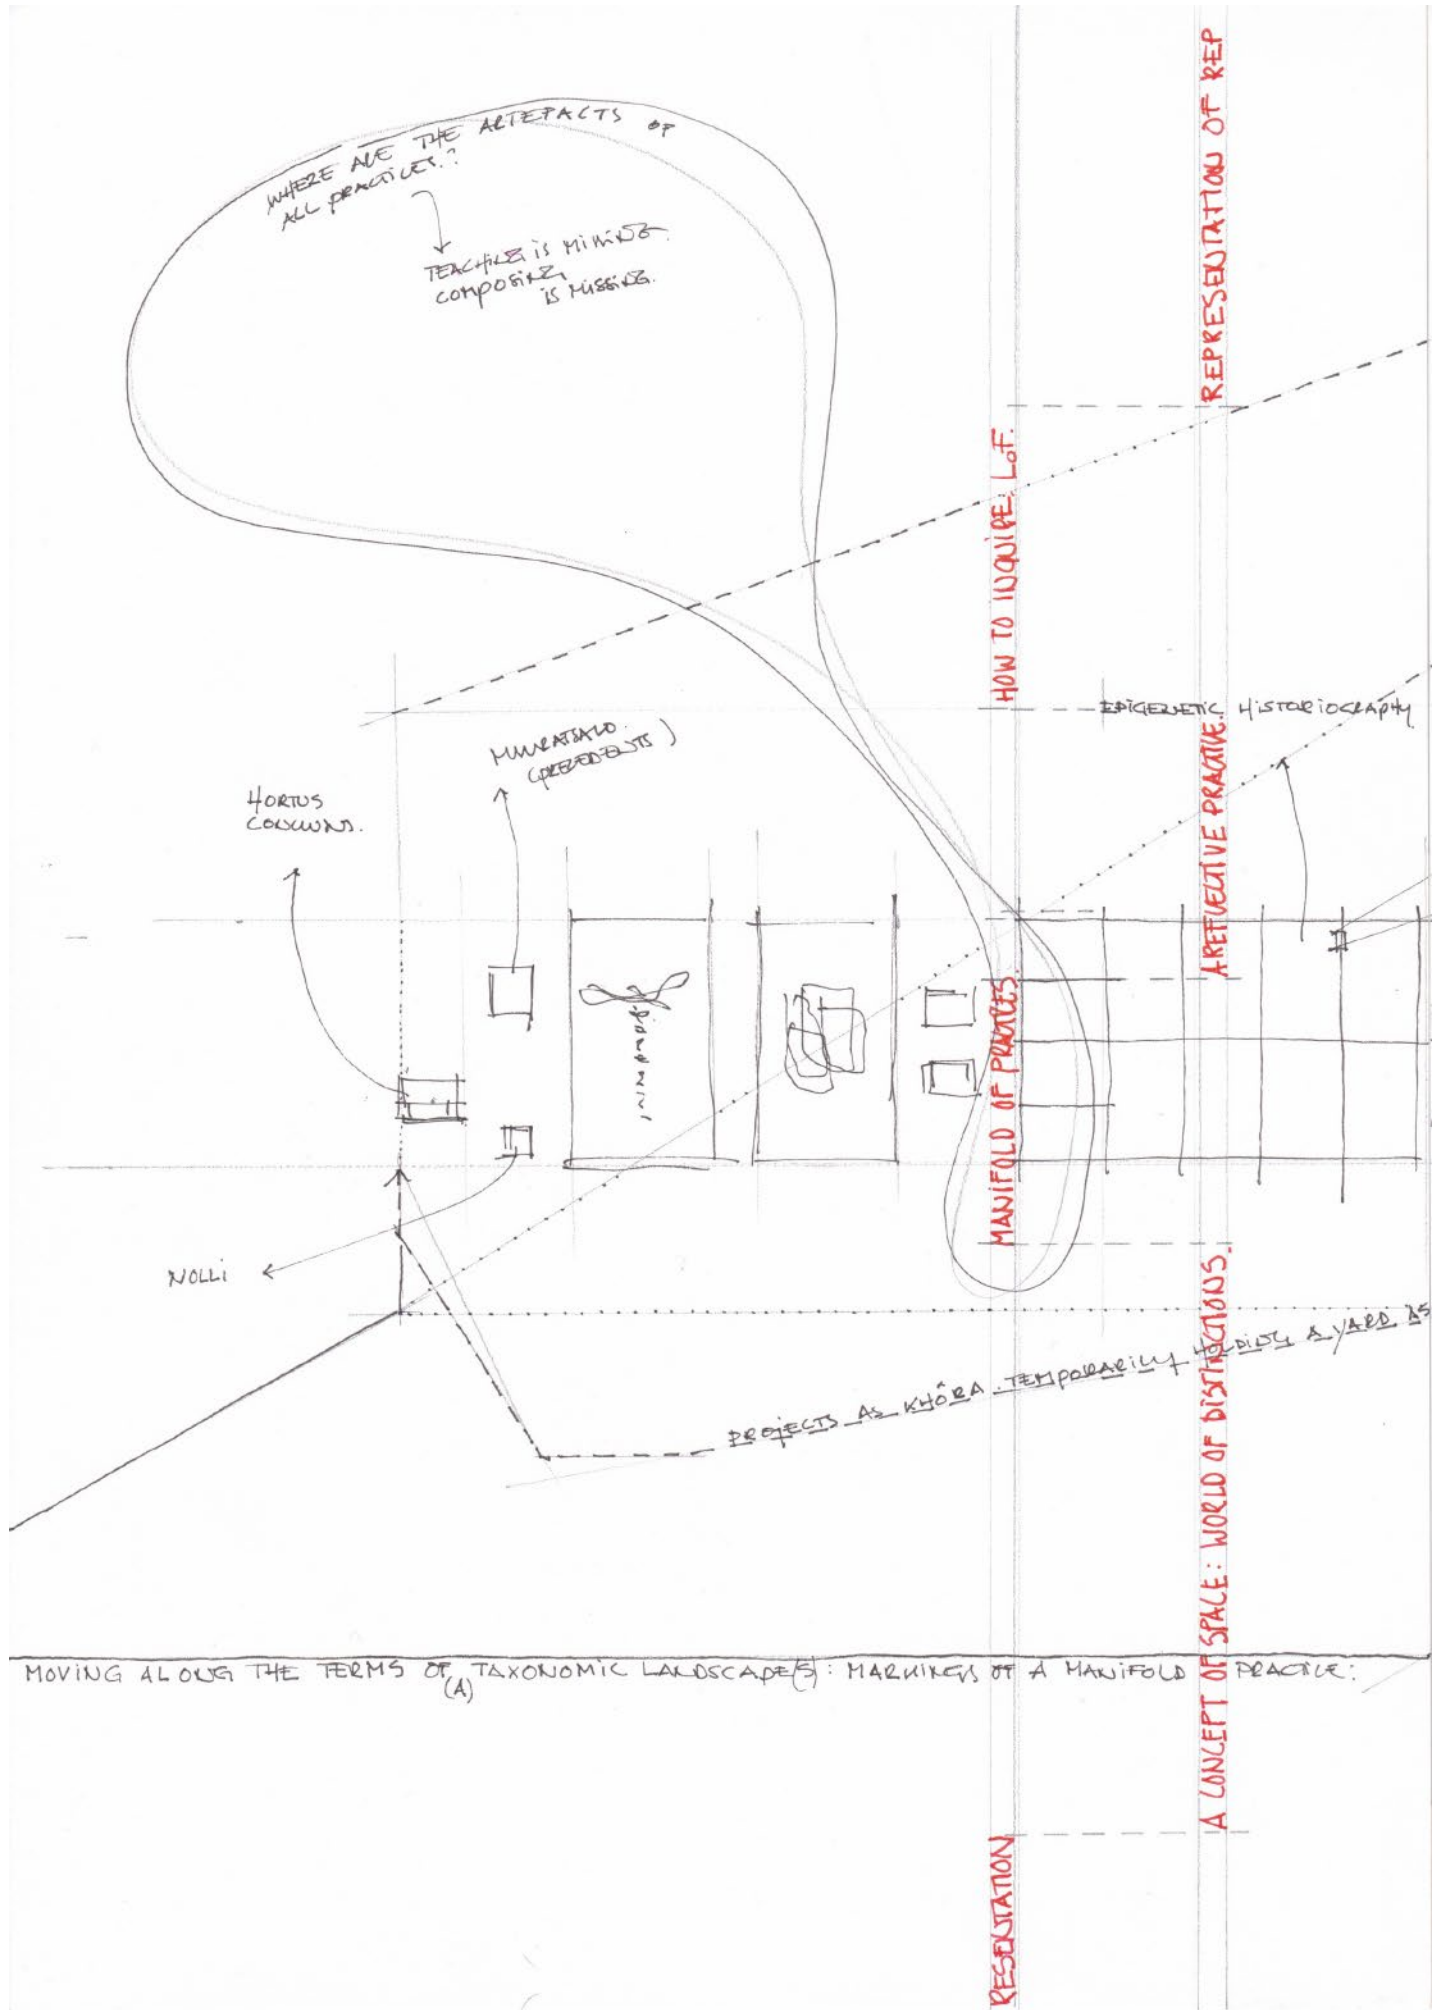 WHERE ARE THE ARTEFACTS OF
ALL PRACTICES?
TEACHING IS MISSING
COMPOSING
IS MISSING.
REPRESENTATION OF REP
HOW TO INQUIRE. LoF.
EPIGENETIC HISTORIOGRAPHY
(PRECEDENTS)
HORTUS
A REFLECTIVE PRACTICE.
MANIFOLD OF PRACTICES.
NOLLI
PROJECTS AS KHÔRA. TEMPORARILY HOLDING A YARD AS
A CONCEPT OF SPACE: WORLD OF DISTINCTIONS.
MOVING ALONG THE TERMS OF TAXONOMIC LANDSCAPE(S): MARKINGS OF A MANIFOLD PRACTICE:
(A)
RESENTATION